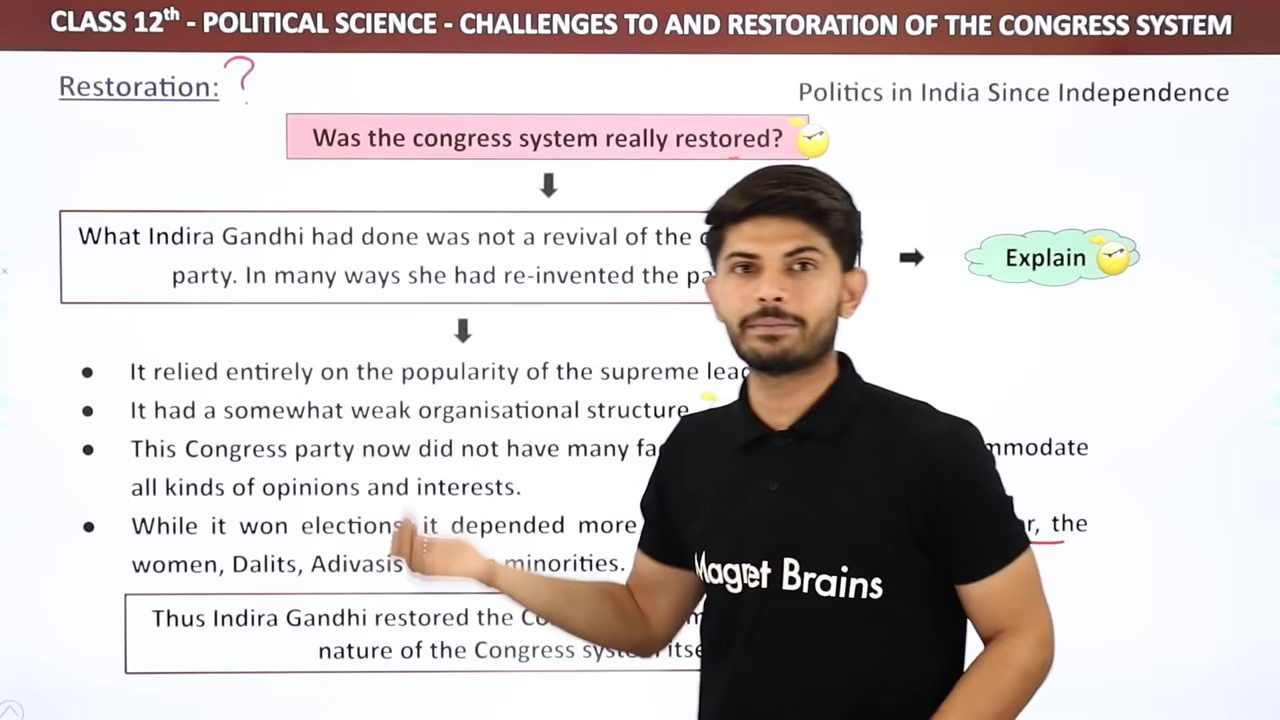 CLASS 12th - POLITICAL SCIENCE - CHALLENGES TO AND RESTORATION OF THE CONGRESS SYSTEM
Restoration: ?
Politics in India Since Independence
Was the congress system really restored?
What Indira Gandhi had done was not a revival of the
party. In many ways she had re-invented the
Explain
● It relied entirely on the popularity of the supreme
● It had a somewhat weak organisational structure
● This Congress party now did not have many
all kinds of opinions and interests.
● While it won elections it depended more the
women, Dalits, Adivasis minorities.
Thus Indira Gandhi restored the
nature of the Congress
Magnet Brains